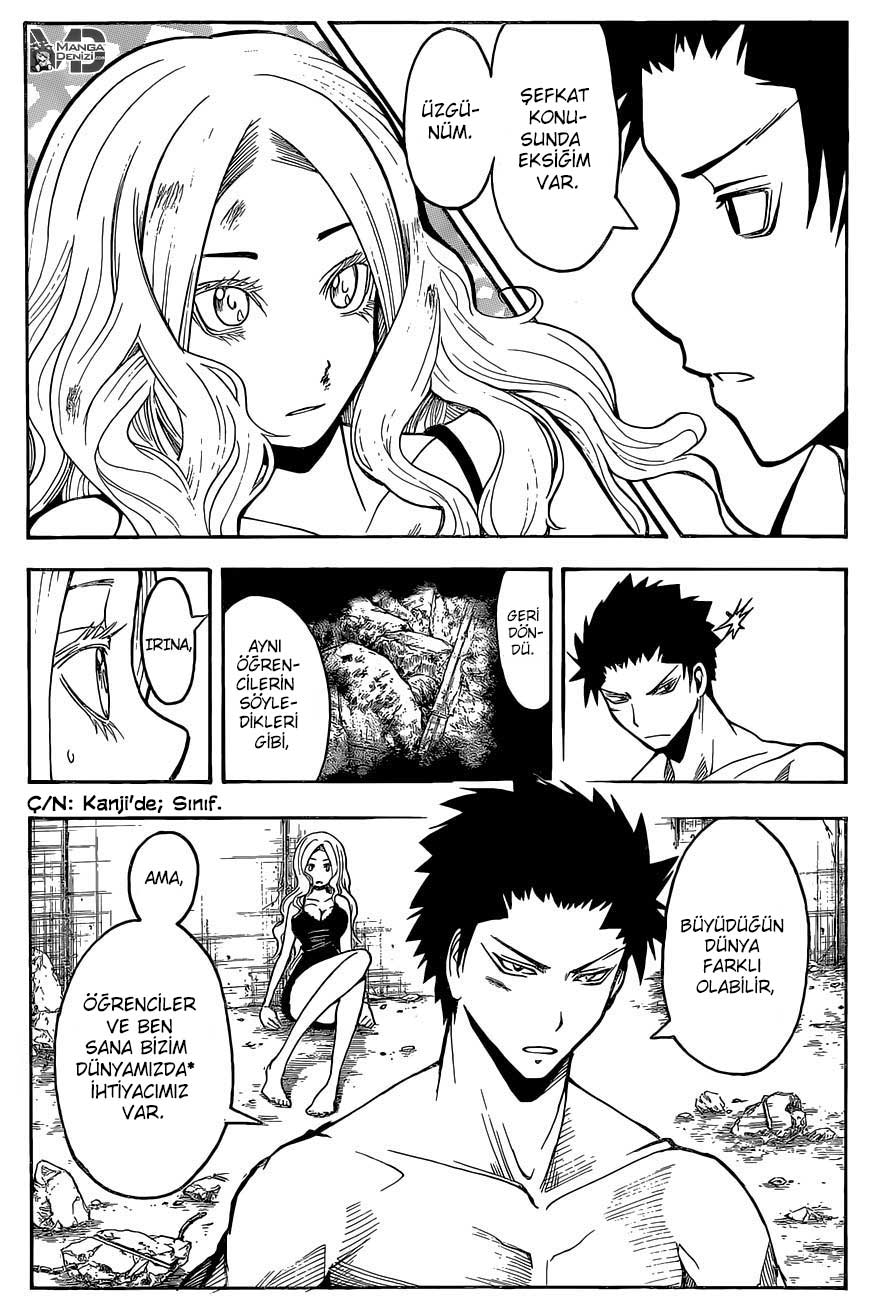 MANGA
DENİZİ
ŞEFKAT
KONU-
SUNDA
EKSİĞİM
VAR.
ÜZGÜ-
NÜM.
GERİ
DÖN-
DÜ.
AYNI
ÖĞREN-
CİLERİN
SÖYLE-
DİKLERİ
GİBİ,
IRINA,
Ç/N: Kanji'de; Sınıf.
BÜYÜDÜĞÜN
DÜNYA
FARKLI
OLABİLİR,
AMA,
ÖĞRENCİLER
VE BEN
SANA BİZİM
DÜNYAMIZDA*
İHTİYACIMIZ
VAR.